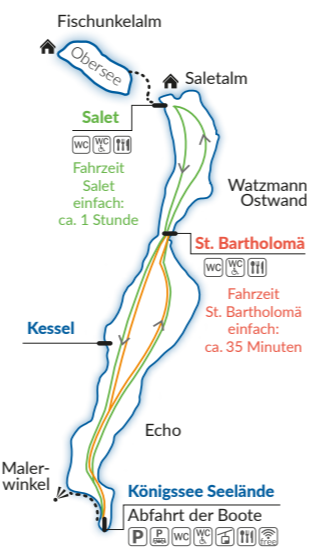 Fischunkelalm
Obersee
Saletalm
Salet
WC WC
Fahrzeit
Salet
einfach:
ca. 1 Stunde
Watzmann
Ostwand
St. Bartholomä
WC WC
Fahrzeit
St. Bartholomä
einfach:
ca. 35 Minuten
Kessel
Echo
Maler-
winkel
Königssee Seelände
Abfahrt der Boote
P P WC WC